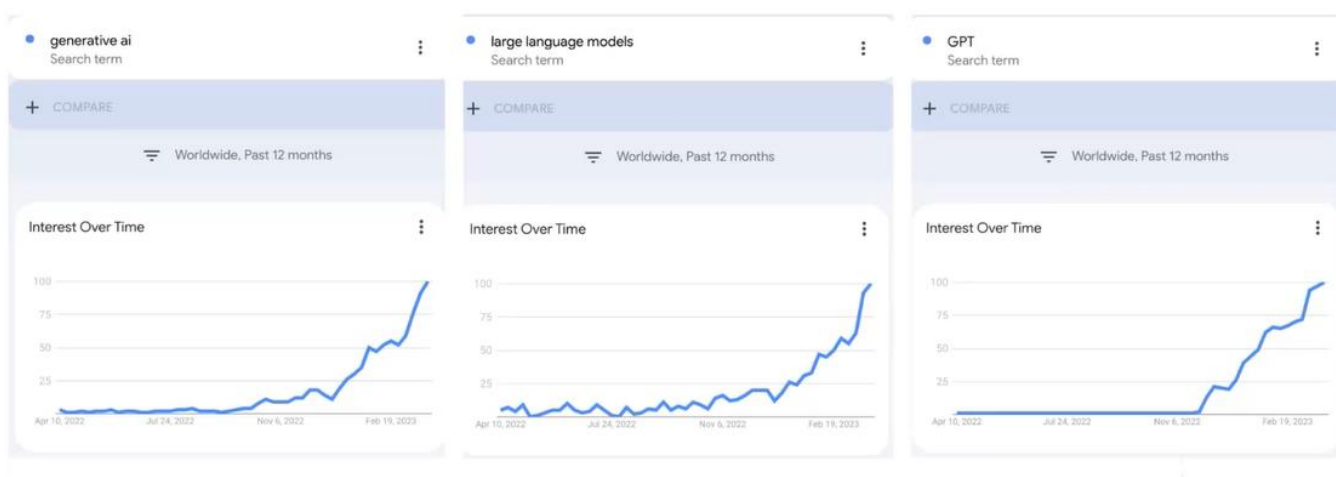 generative ai
Search term
+ COMPARE
Worldwide, Past 12 months
Interest Over Time
100
75
50
25
Apr 10, 2022 Jul 24, 2022 Nov 6, 2022 Feb 19, 2023
large language models
Search term
+ COMPARE
Worldwide, Past 12 months
Interest Over Time
100
75
50
25
Apr 10, 2022 Jul 24, 2022 Nov 6, 2022 Feb 19, 2023
GPT
Search term
+ COMPARE
Worldwide, Past 12 months
Interest Over Time
100
75
50
25
Apr 10, 2022 Jul 24, 2022 Nov 6, 2022 Feb 19, 2023